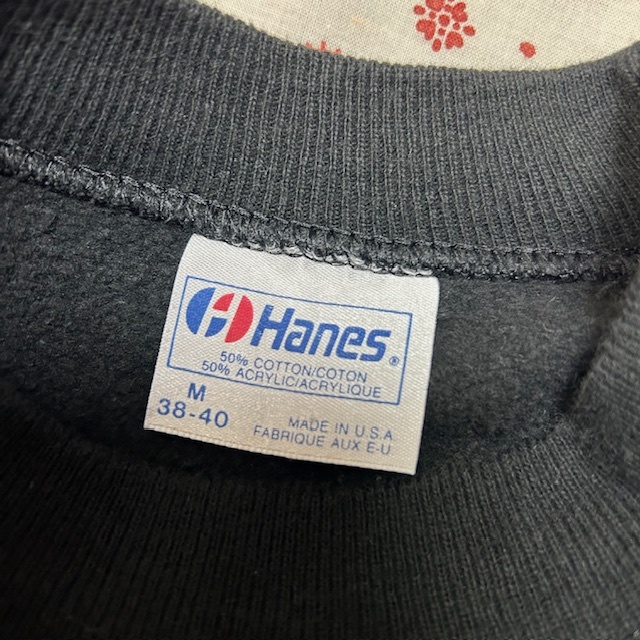 Hanes®
50% COTTON/COTON
50% ACRYLIC/ACRYLIQUE
M
38-40
MADE IN U.S.A
FABRIQUE AUX E-U